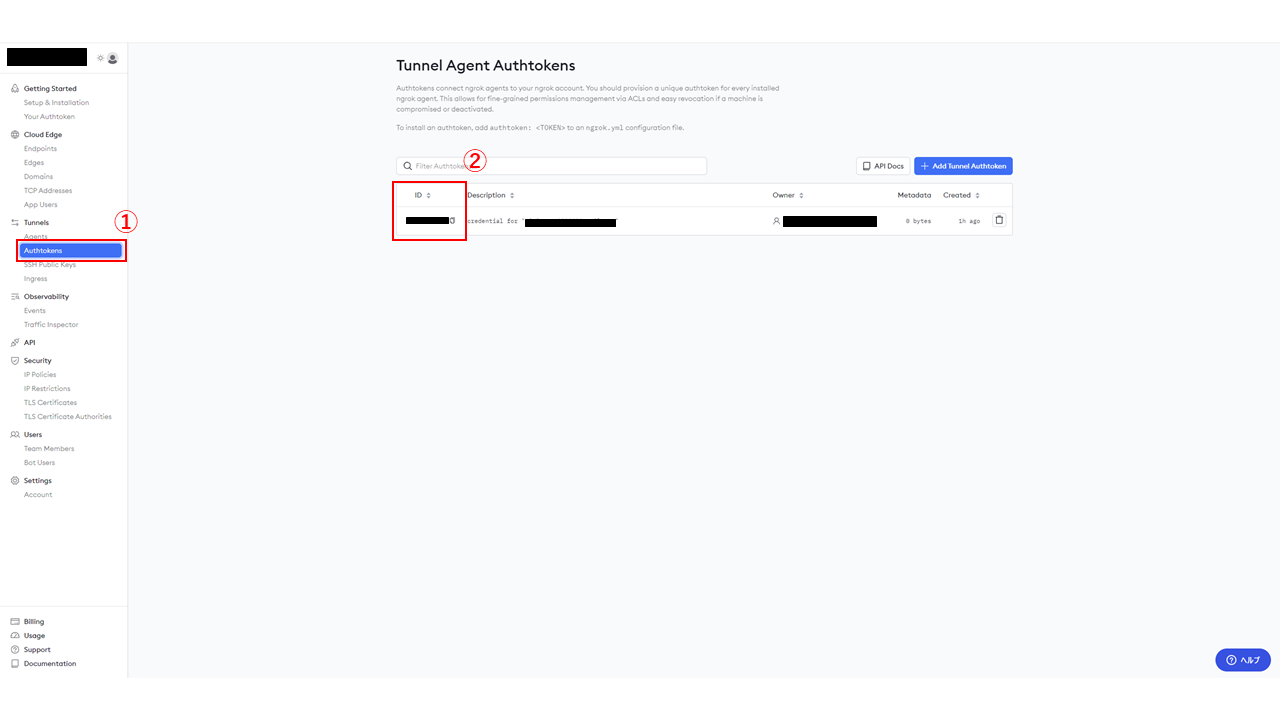 Getting Started
Setup & Installation
Your Authtoken
Cloud Edge
Endpoints
Edges
Domains
TCP Addresses
App Users
Tunnels
①
Agents
Authtokens
SSH Public Keys
Ingress
Observability
Events
Traffic Inspector
API
Security
IP Policies
IP Restrictions
TLS Certificates
TLS Certificate Authorities
Users
Team Members
Bot Users
Settings
Account
Billing
Usage
Support
Documentation
Tunnel Agent Authtokens
Authtokens connect ngrok agents to your ngrok account. You should provision a unique authtoken for every installed
ngrok agent. This allows for fine-grained permissions management via ACLs and easy revocation if a machine is
compromised or deactivated.
To install an authtoken, add authtoken: <TOKEN> to an ngrok.yml configuration file.
②
Filter Authtokens
API Docs
Add Tunnel Authtoken
ID Description Owner Metadata Created
credential for " " 0 bytes 1h ago
ヘルプ